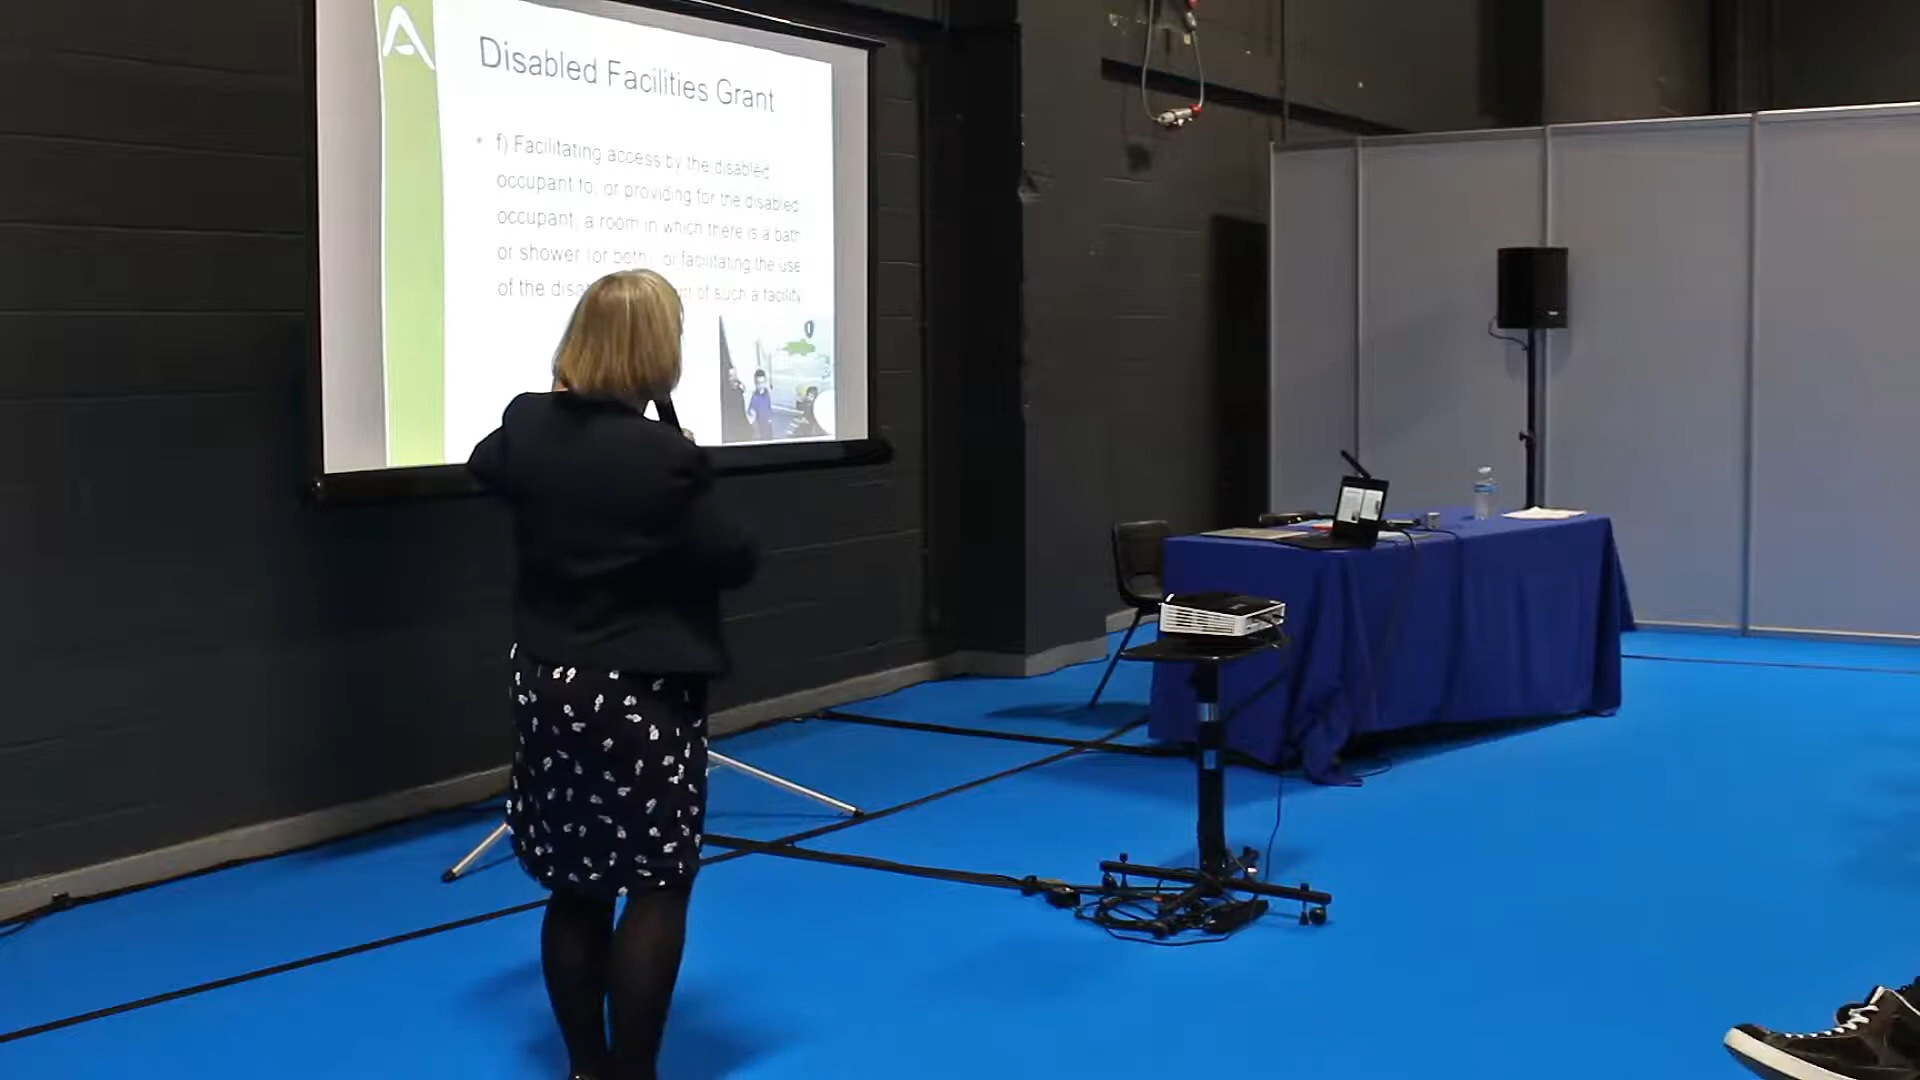 Disabled Facilities Grant
• f) Facilitating access by the disabled
occupant to, or providing for the disabled
occupant, a room in which there is a bath
or shower (or both), or facilitating the use
of the of such a facility